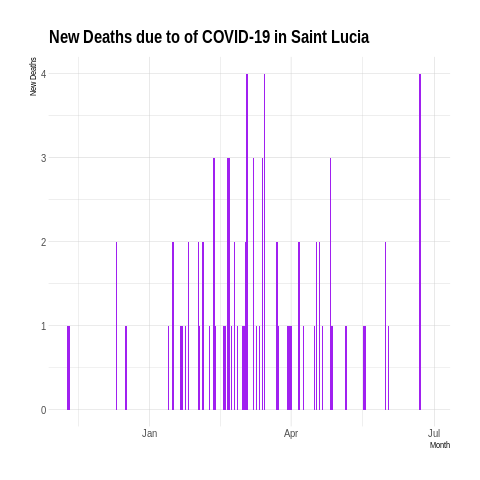 New Deaths due to of COVID-19 in Saint Lucia
New Deaths
4
3
2
1
0
Jan
Apr
Jul
Month